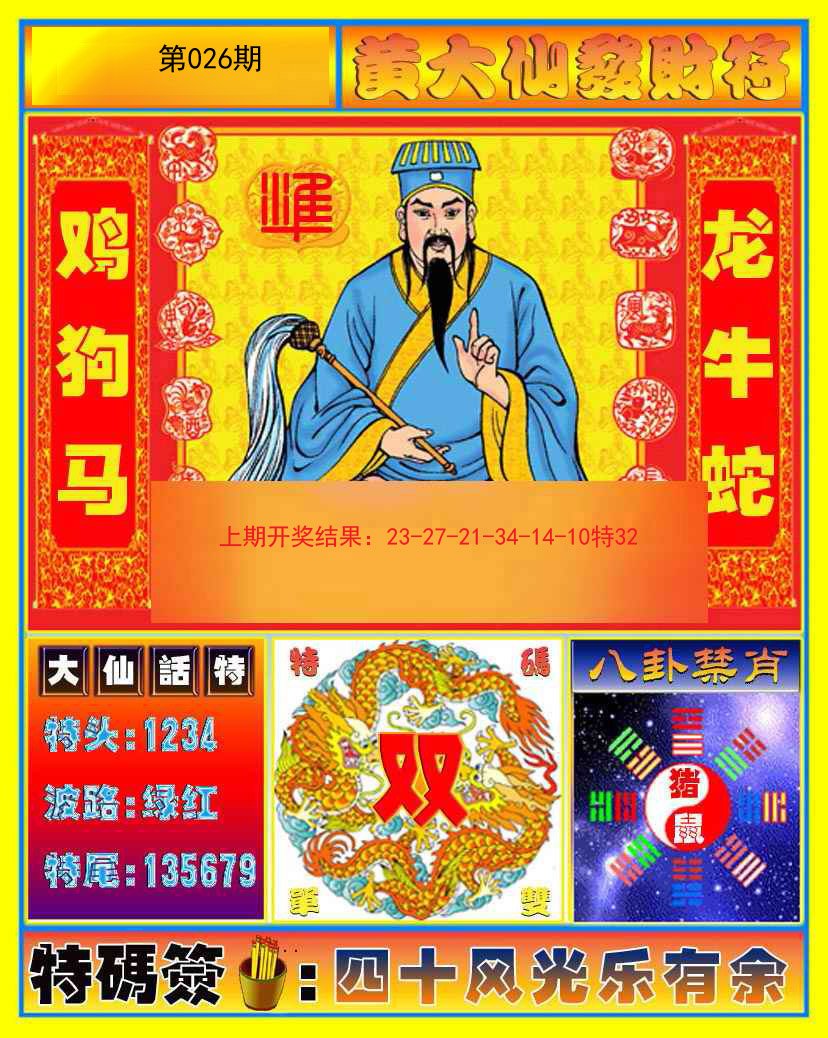 第026期
黄大仙發財符
鸡
狗
马
龙
牛
蛇
上期开奖结果：23-27-21-34-14-10特32
大仙話特
特头:1234
波路:绿红
特尾:135679
特 碼
双
單 雙
八卦禁肖
猪
鼠
特碼簽:四十风光乐有余